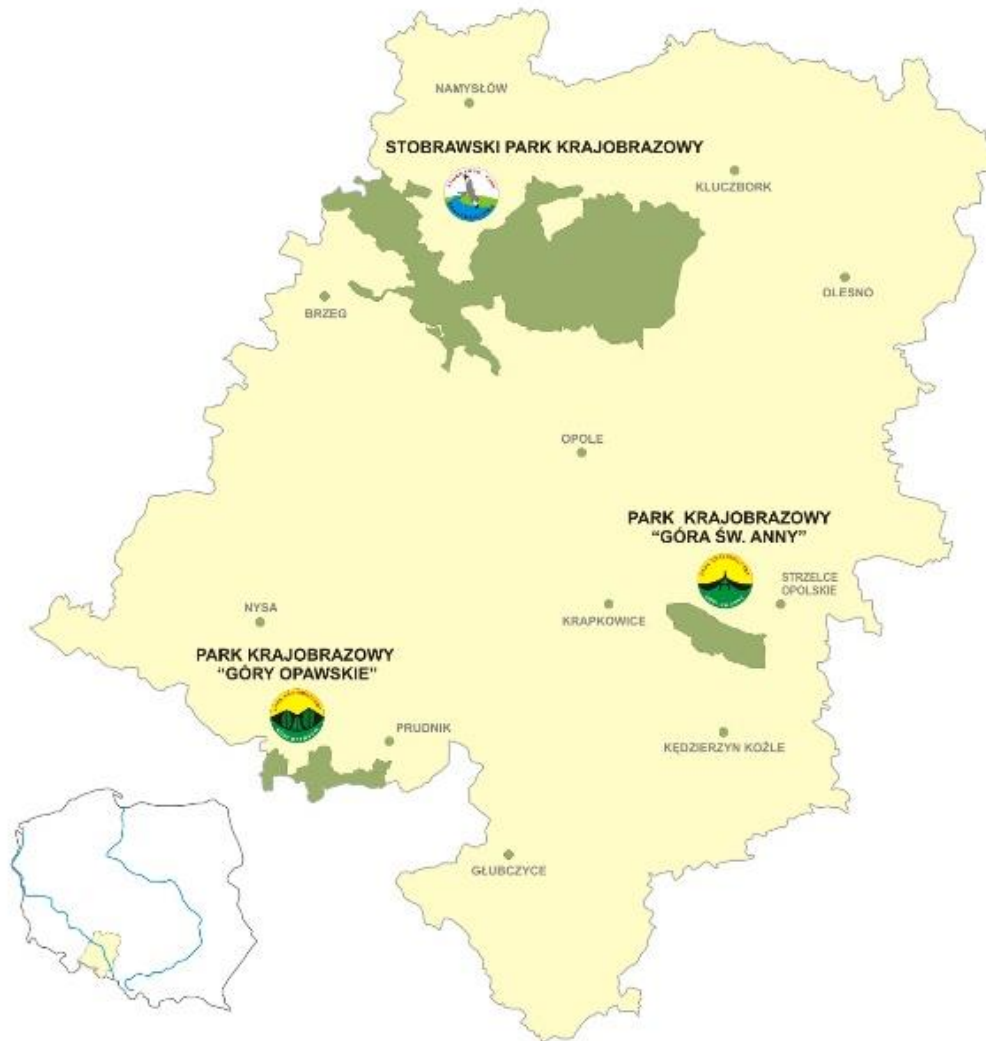 NAMYSŁÓW
STOBRAWSKI PARK KRAJOBRAZOWY
KLUCZBORK
OLESNO
BRZEG
OPOLE
PARK KRAJOBRAZOWY
“GÓRA ŚW. ANNY”
STRZELCE
OPOLSKIE
KRAPKOWICE
NYSA
PARK KRAJOBRAZOWY
“GÓRY OPAWSKIE”
PRUDNIK
KĘDZIERZYN KOŹLE
GŁUBCZYCE